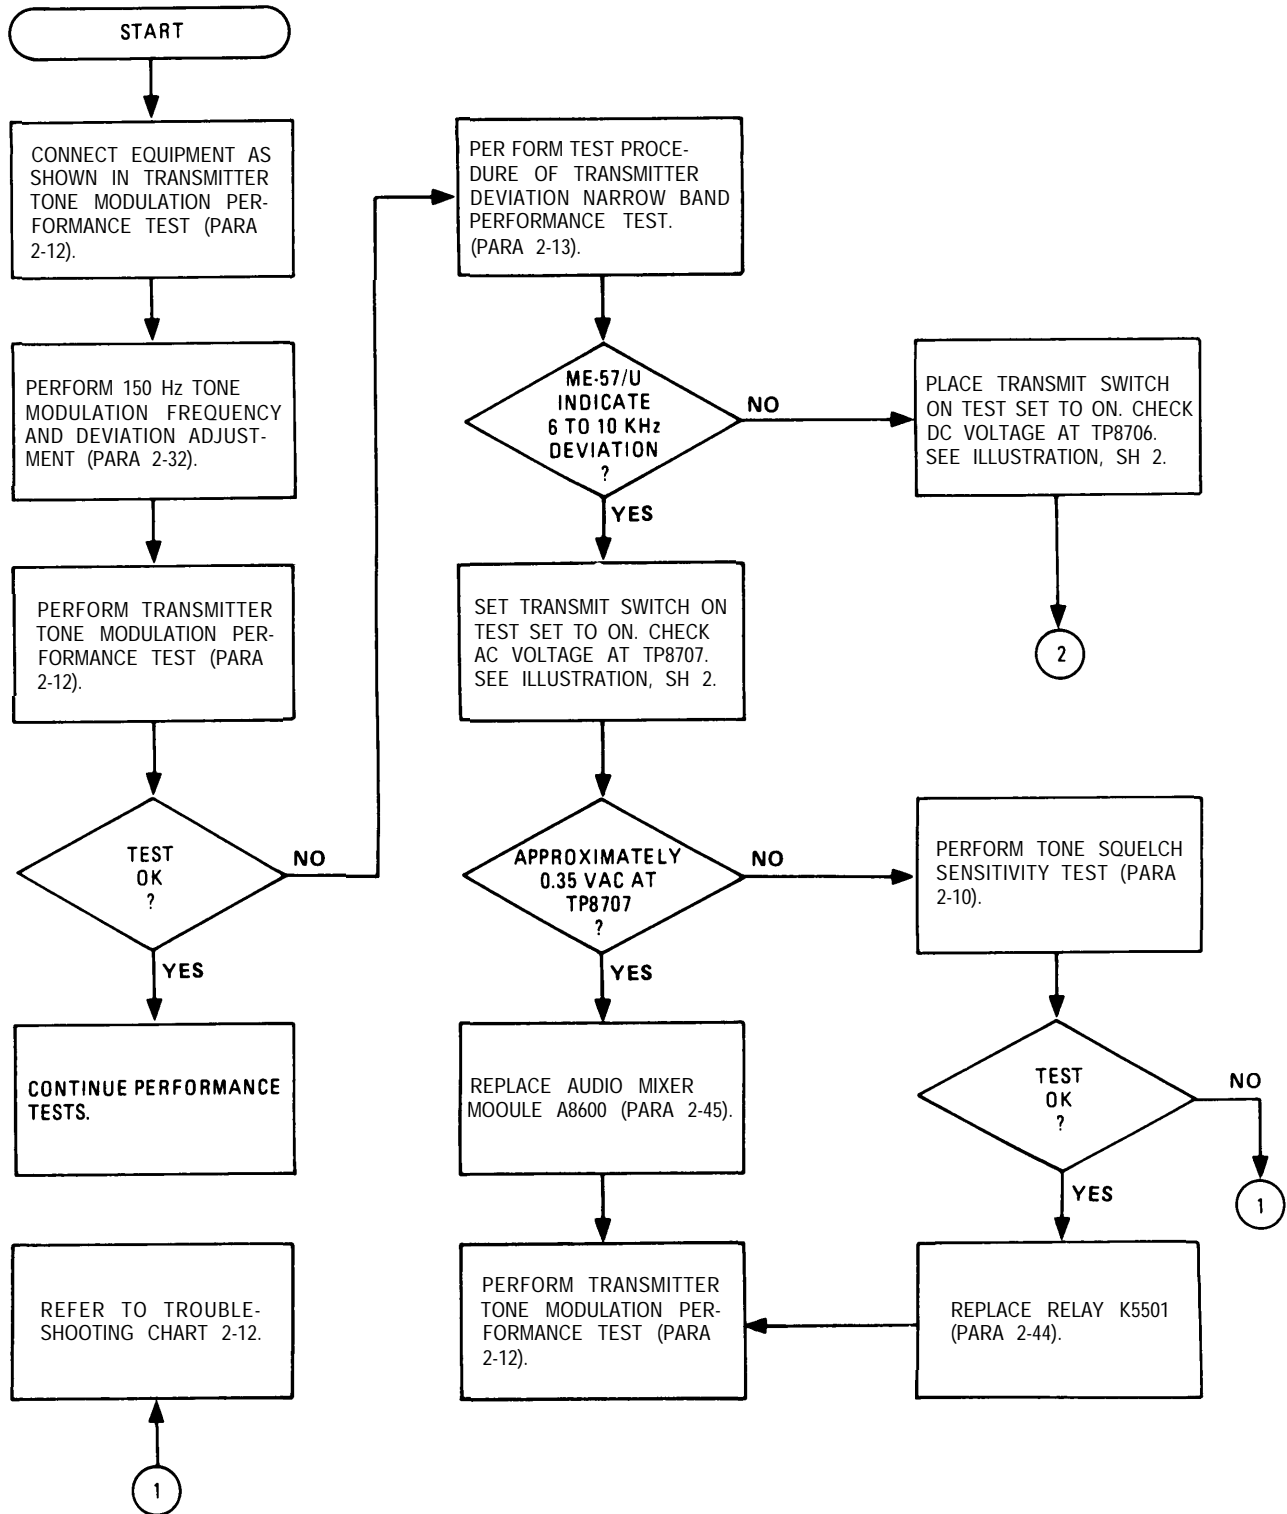 START
CONNECT EQUIPMENT AS
SHOWN IN TRANSMITTER
TONE MODULATION PER-
FORMANCE TEST (PARA
2-12).
PERFORM 150 Hz TONE
MODULATION FREQUENCY
AND DEVIATION ADJUST-
MENT (PARA 2-32).
PERFORM TRANSMITTER
TONE MODULATION PER-
FORMANCE TEST (PARA
2-12).
TEST
OK
?
NO
YES
CONTINUE PERFORMANCE
TESTS.
REFER TO TROUBLE-
SHOOTING CHART 2-12.
1
PER FORM TEST PROCE-
DURE OF TRANSMITTER
DEVIATION NARROW BAND
PERFORMANCE TEST.
(PARA 2-13).
ME-57/U
INDICATE
6 TO 10 KHz
DEVIATION
?
NO
YES
SET TRANSMIT SWITCH ON
TEST SET TO ON. CHECK
AC VOLTAGE AT TP8707.
SEE ILLUSTRATION, SH 2.
APPROXIMATELY
0.35 VAC AT
TP8707
?
NO
YES
REPLACE AUDIO MIXER
MOOULE A8600 (PARA 2-45).
PERFORM TRANSMITTER
TONE MODULATION PER-
FORMANCE TEST (PARA
2-12).
PLACE TRANSMIT SWITCH
ON TEST SET TO ON. CHECK
DC VOLTAGE AT TP8706.
SEE ILLUSTRATION, SH 2.
2
PERFORM TONE SQUELCH
SENSITIVITY TEST (PARA
2-10).
TEST
OK
?
NO
1
YES
REPLACE RELAY K5501
(PARA 2-44).